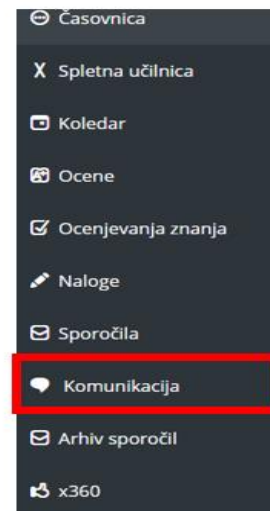 Časovnica
Spletna učilnica
Koledar
Ocene
Ocenjevanja znanja
Naloge
Sporočila
Komunikacija
Arhiv sporočil
x360